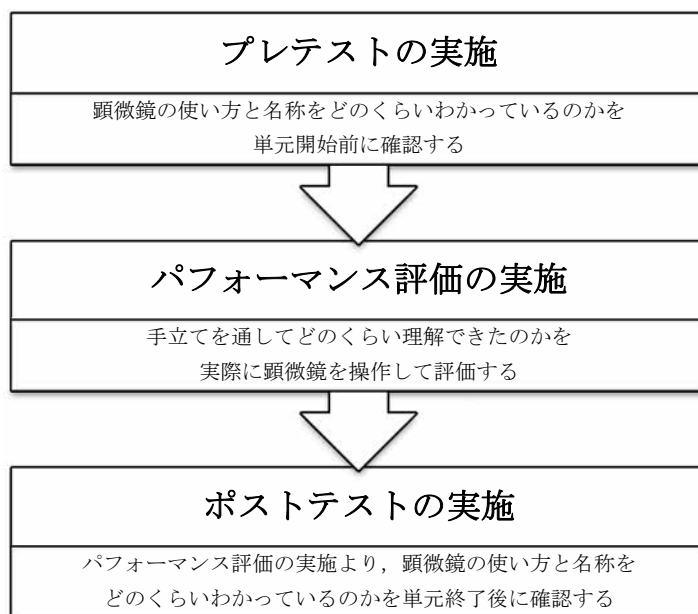 プレテストの実施
顕微鏡の使い方と名称をどのくらいわかっているのかを
単元開始前に確認する
パフォーマンス評価の実施
手立てを通してどのくらい理解できたのかを
実際に顕微鏡を操作して評価する
ポストテストの実施
パフォーマンス評価の実施より，顕微鏡の使い方と名称を
どのくらいわかっているのかを単元終了後に確認する